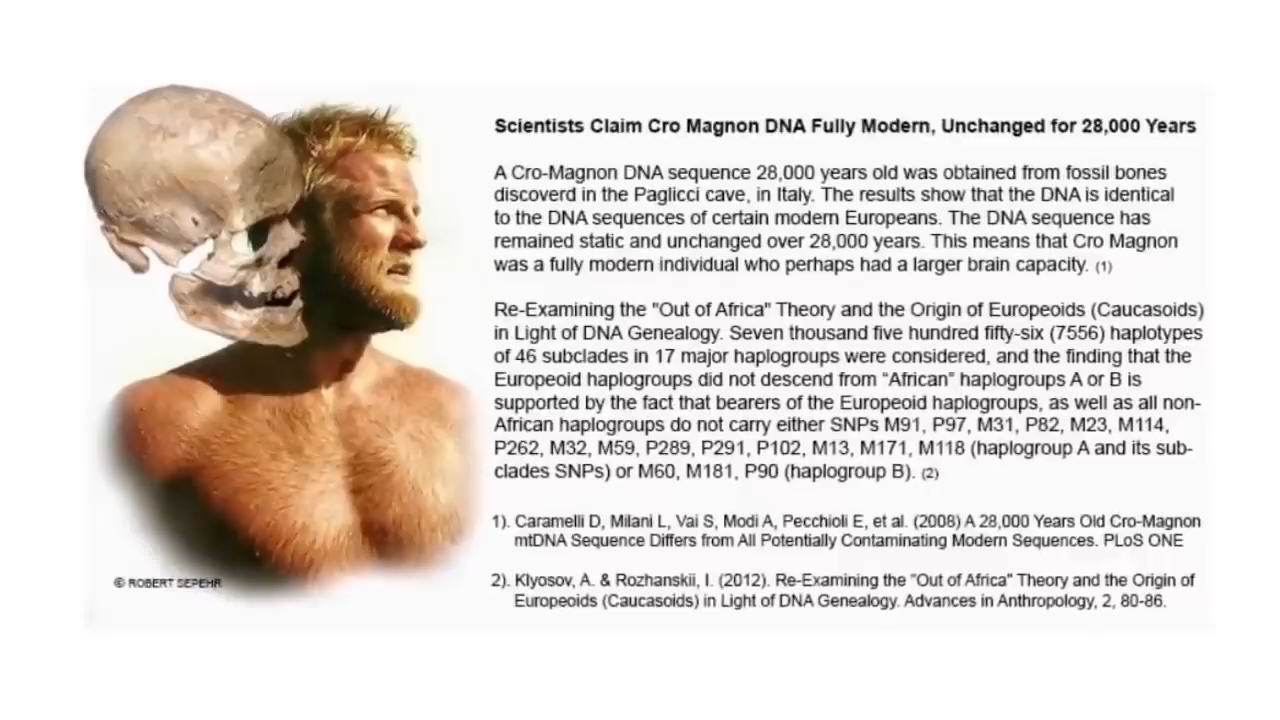 Scientists Claim Cro Magnon DNA Fully Modern, Unchanged for 28,000 Years
A Cro-Magnon DNA sequence 28,000 years old was obtained from fossil bones
discoverd in the Paglicci cave, in Italy. The results show that the DNA is identical
to the DNA sequences of certain modern Europeans. The DNA sequence has
remained static and unchanged over 28,000 years. This means that Cro Magnon
was a fully modern individual who perhaps had a larger brain capacity. (1)
Re-Examining the "Out of Africa" Theory and the Origin of Europeoids (Caucasoids)
in Light of DNA Genealogy. Seven thousand five hundred fifty-six (7556) haplotypes
of 46 subclades in 17 major haplogroups were considered, and the finding that the
Europeoid haplogroups did not descend from “African” haplogroups A or B is
supported by the fact that bearers of the Europeoid haplogroups, as well as all non-
African haplogroups do not carry either SNPs M91, P97, M31, P82, M23, M114,
P262, M32, M59, P289, P291, P102, M13, M171, M118 (haplogroup A and its sub-
clades SNPs) or M60, M181, P90 (haplogroup B). (2)
1). Caramelli D, Milani L, Vai S, Modi A, Pecchioli E, et al. (2008) A 28,000 Years Old Cro-Magnon
mtDNA Sequence Differs from All Potentially Contaminating Modern Sequences. PLoS ONE
2). Klyosov, A. & Rozhanskii, I. (2012). Re-Examining the "Out of Africa" Theory and the Origin of
Europeoids (Caucasoids) in Light of DNA Genealogy. Advances in Anthropology, 2, 80-86.
© ROBERT SEPEHR